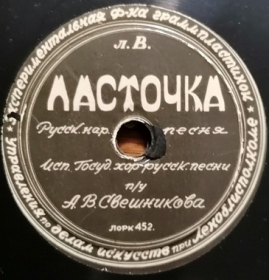 Экспериментальная ф-ка граммпластинок
Управления по делам искусств при Леноблисполкоме
л. В.
ЛАСТОЧКА
Русск. нар. песня
Исп. Госуд. хор русск. песни
п/у
А.В. Свешникова
ЛОРК 452.